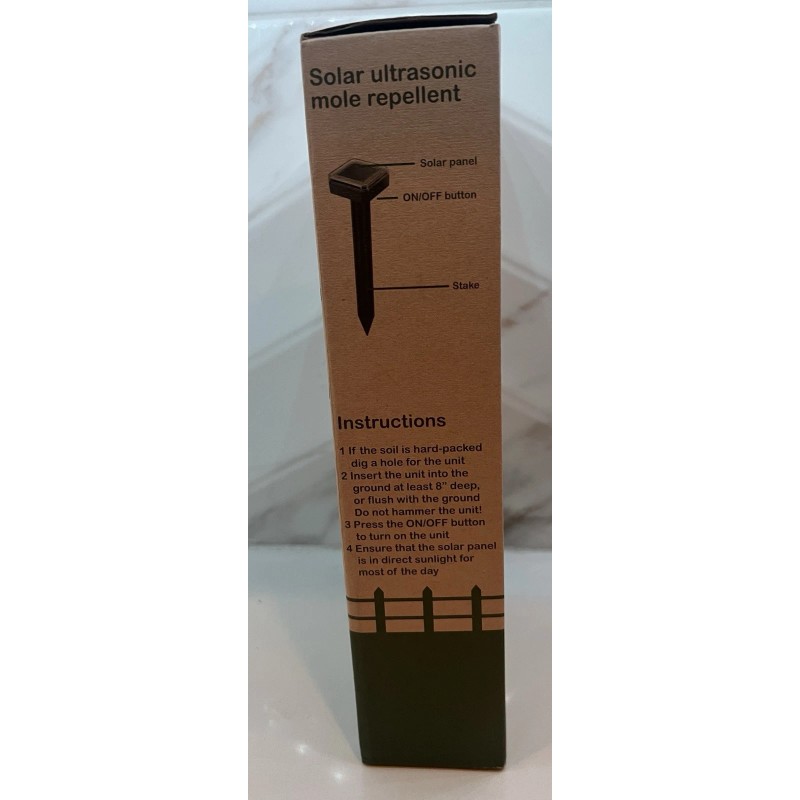 Solar ultrasonic
mole repellent
Solar panel
ON/OFF button
Stake
Instructions
1 If the soil is hard-packed
dig a hole for the unit
2 Insert the unit into the
ground at least 8" deep,
or flush with the ground
Do not hammer the unit!
3 Press the ON/OFF button
to turn on the unit
4 Ensure that the solar panel
is in direct sunlight for
most of the day